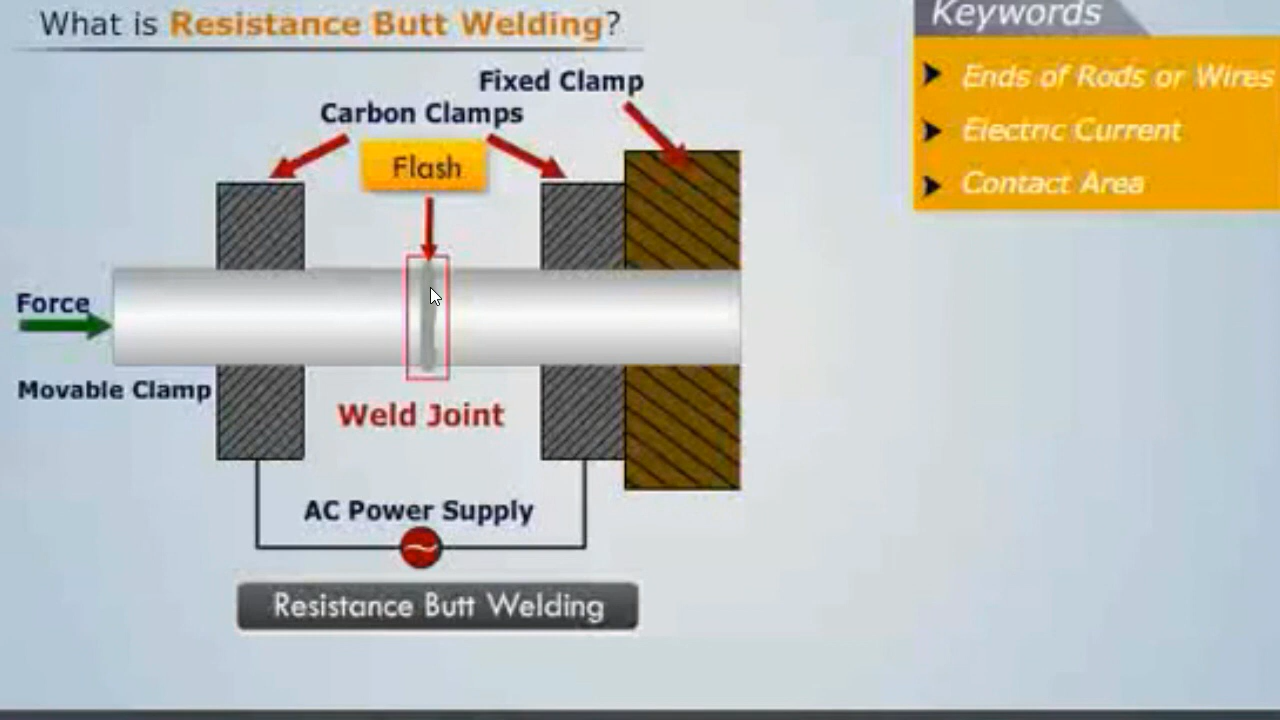 What is Resistance Butt Welding?
Keywords
Ends of Rods or Wires
Electric Current
Contact Area
Fixed Clamp
Carbon Clamps
Flash
Force
Movable Clamp
Weld Joint
AC Power Supply
Resistance Butt Welding